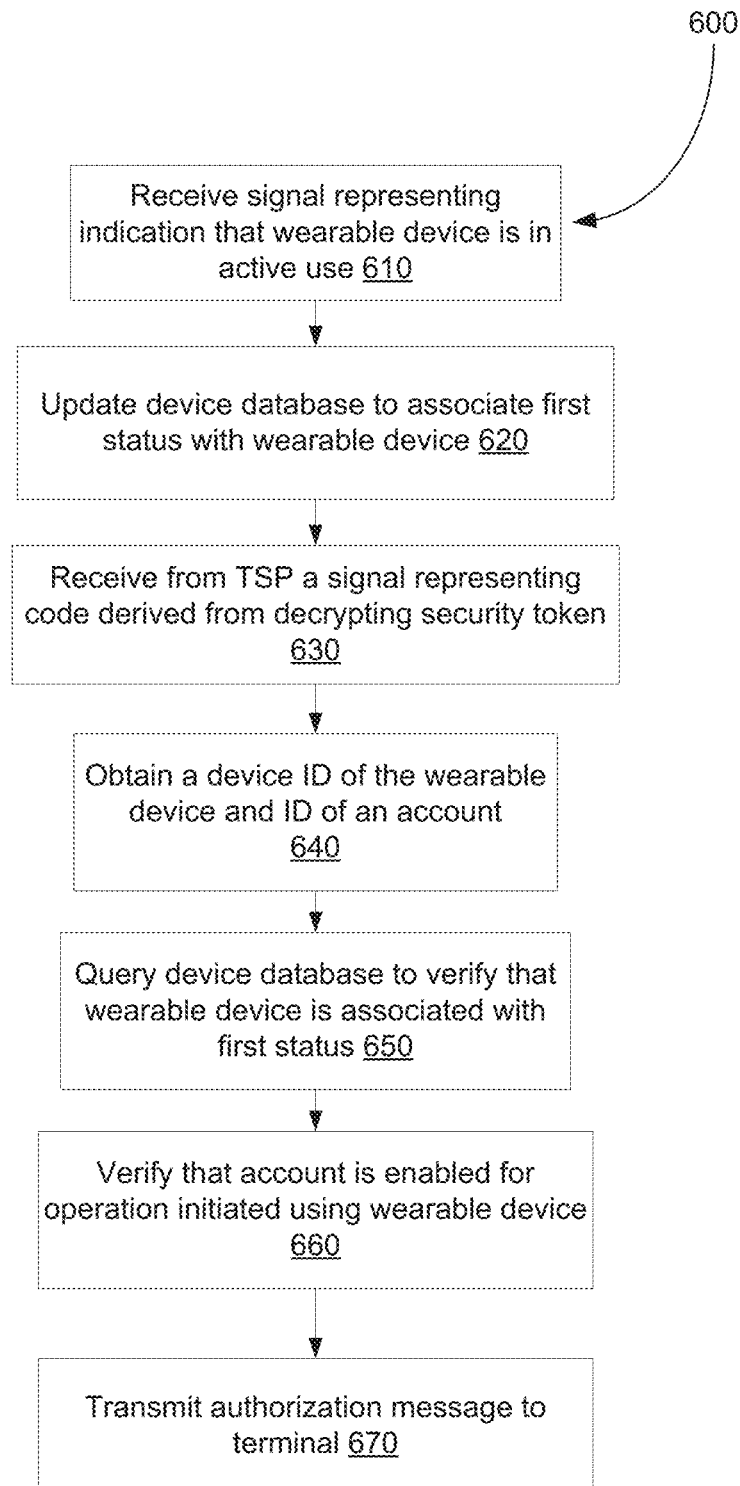 600
Receive signal representing
indication that wearable device is in
active use 610
Update device database to associate first
status with wearable device 620
Receive from TSP a signal representing
code derived from decrypting security token
630
Obtain a device ID of the wearable
device and ID of an account
640
Query device database to verify that
wearable device is associated with
first status 650
Verify that account is enabled for
operation initiated using wearable device
660
Transmit authorization message to
terminal 670